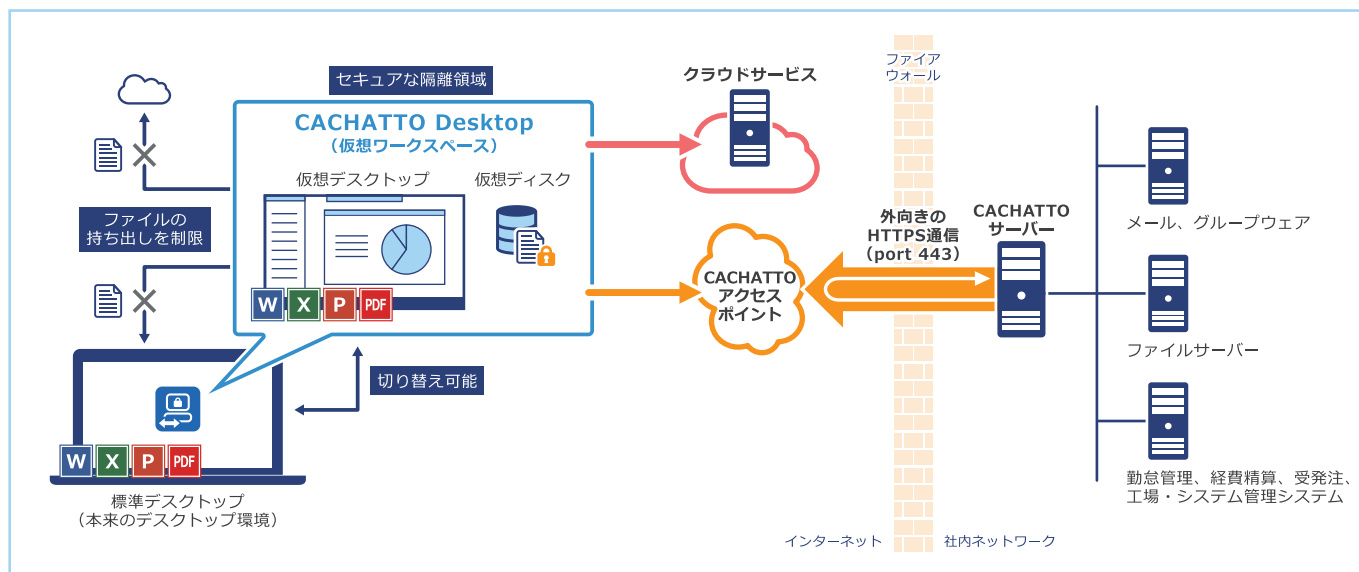 セキュアな隔離領域
CACHATTO Desktop
（仮想ワークスペース）
仮想デスクトップ
仮想ディスク
W
X
P
PDF
ファイルの
持ち出しを制限
切り替え可能
W
X
P
PDF
標準デスクトップ
（本来のデスクトップ環境）
クラウドサービス
CACHATTO
アクセス
ポイント
ファイア
ウォール
外向きの
HTTPS通信
（port 443）
CACHATTO
サーバー
メール、グループウェア
ファイルサーバー
勤怠管理、経費精算、受発注、
工場・システム管理システム
インターネット
社内ネットワーク